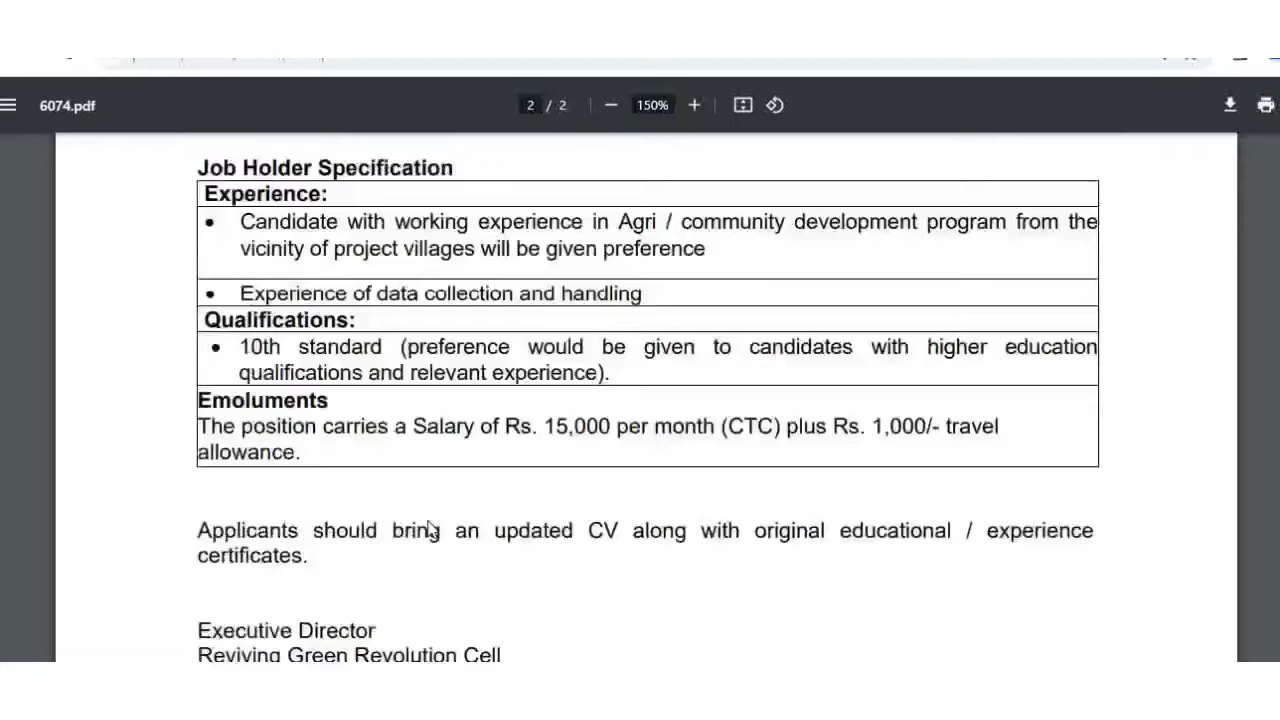 6074.pdf
2 / 2
150%
Job Holder Specification
Experience:
• Candidate with working experience in Agri / community development program from the
vicinity of project villages will be given preference
• Experience of data collection and handling
Qualifications:
• 10th standard (preference would be given to candidates with higher education
qualifications and relevant experience).
Emoluments
The position carries a Salary of Rs. 15,000 per month (CTC) plus Rs. 1,000/- travel
allowance.
Applicants should bring an updated CV along with original educational / experience
certificates.
Executive Director
Reviving Green Revolution Cell